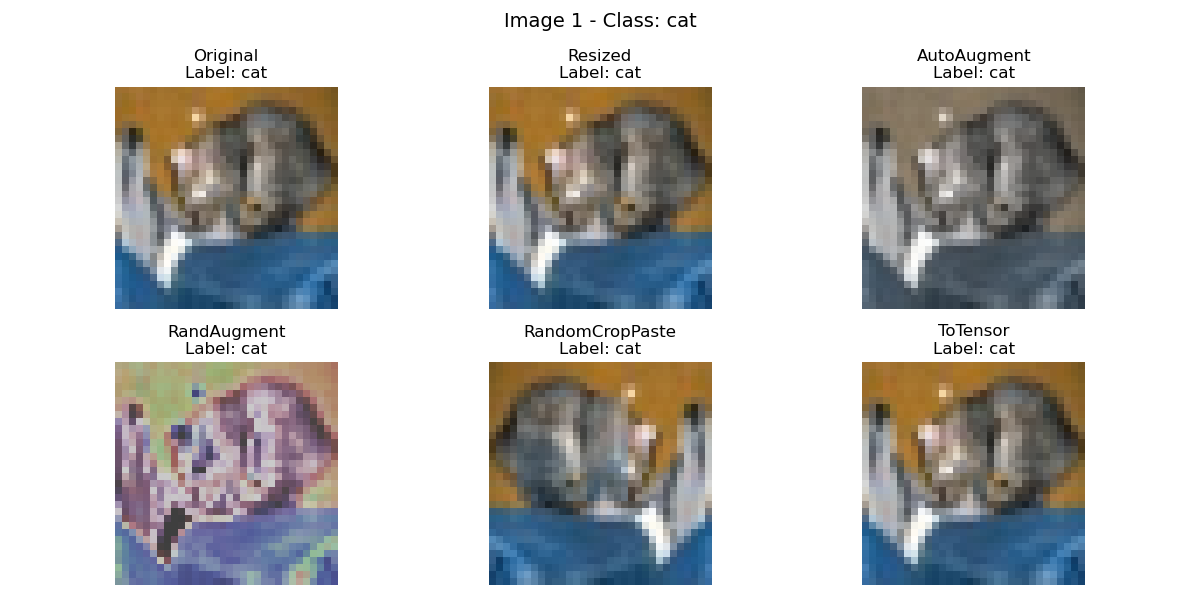 Image 1 - Class: cat
Original
Label: cat
Resized
Label: cat
AutoAugment
Label: cat
RandAugment
Label: cat
RandomCropPaste
Label: cat
ToTensor
Label: cat